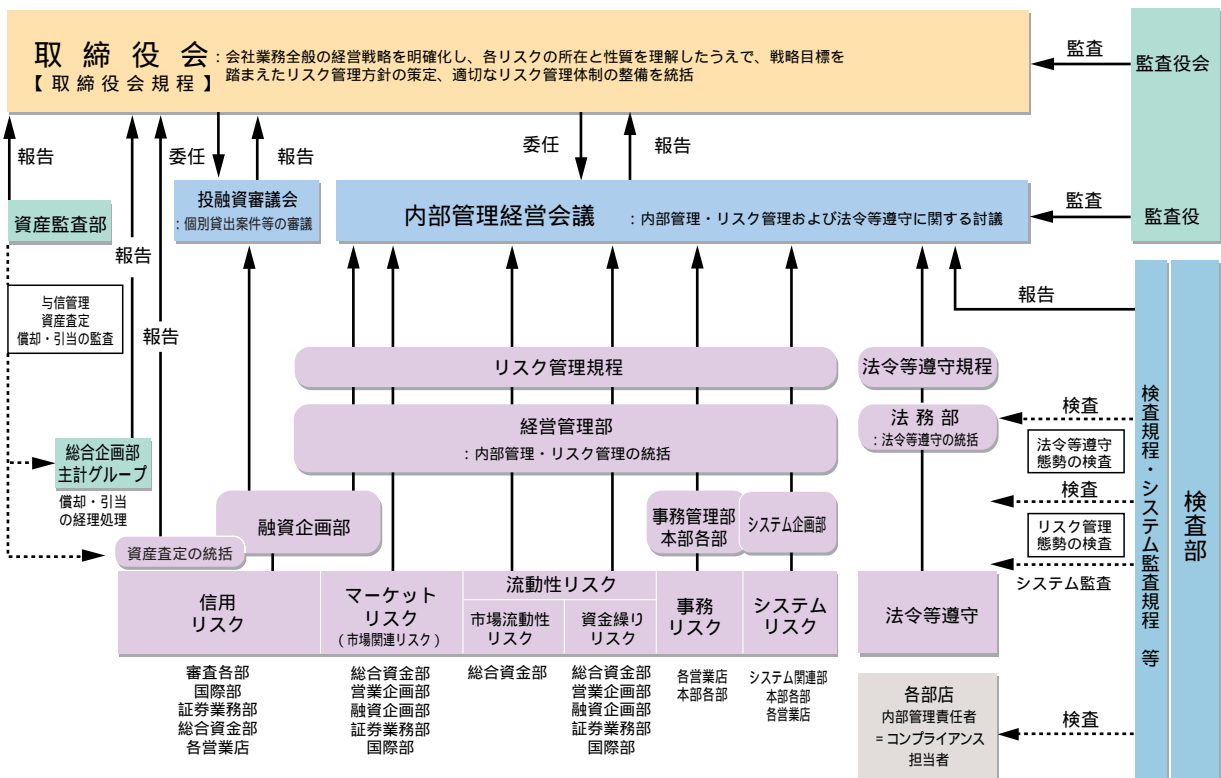 取締役会
：会社業務全般の経営戦略を明確化し、各リスクの所在と性質を理解したうえで、戦略目標を
【取締役会規程】
踏まえたリスク管理方針の策定、適切なリスク管理体制の整備を統括
監査
監査役会
報告
委任
報告
委任
報告
資産監査部
投融資審議会
：個別貸出案件等の審議
内部管理経営会議
：内部管理・リスク管理および法令等遵守に関する討議
監査
監査役
報告
与信管理
資産査定
償却・引当の監査
報告
報告
リスク管理規程
法令等遵守規程
経営管理部
：内部管理・リスク管理の統括
法務部
：法令等遵守の統括
検査
法令等遵守
態勢の検査
検査
リスク管理
態勢の検査
システム監査
検査規程・システム監査規程 等
検査部
総合企画部
主計グループ
償却・引当
の経理処理
融資企画部
資産査定の統括
事務管理部
本部各部
システム企画部
信用
リスク
マーケット
リスク
（市場関連リスク）
流動性リスク
市場流動性
リスク
資金繰り
リスク
事務
リスク
システム
リスク
法令等遵守
審査各部
国際部
証券業務部
総合資金部
各営業店
総合資金部
営業企画部
融資企画部
証券業務部
国際部
総合資金部
総合資金部
営業企画部
融資企画部
証券業務部
国際部
各営業店
本部各部
システム関連部
本部各部
各営業店
各部店
内部管理責任者
= コンプライアンス
担当者
検査